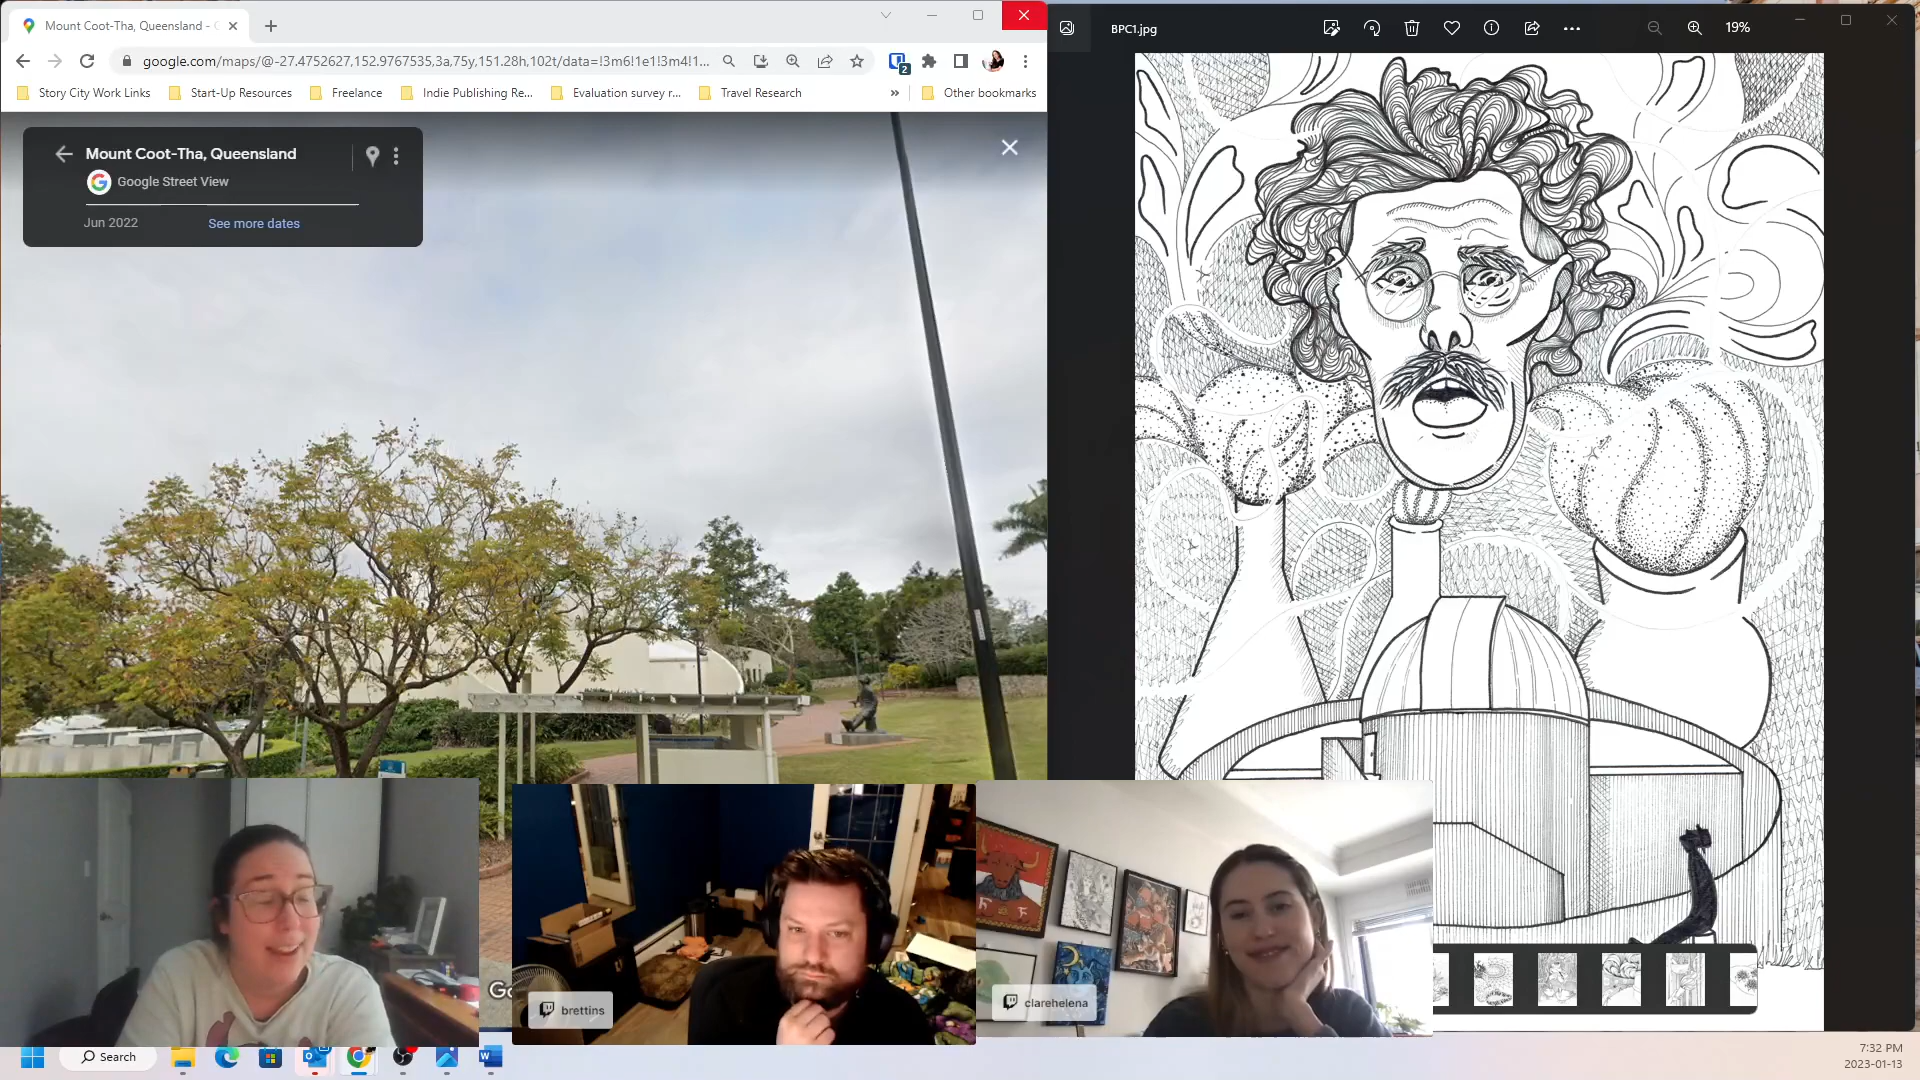 Mount Coot-Tha, Queensland - G
google.com/maps/@-27.4752627,152.9767535,3a,75y,151.28h,102t/data=!3m6!1e1!3m4!1...
2
Story City Work Links
Start-Up Resources
Freelance
Indie Publishing Re...
Evaluation survey r...
Travel Research
»
Other bookmarks
BPC1.jpg
19%
Mount Coot-Tha, Queensland
Google Street View
Jun 2022
See more dates
Go
brettins
clarehelena
Search
7:32 PM
2023-01-13